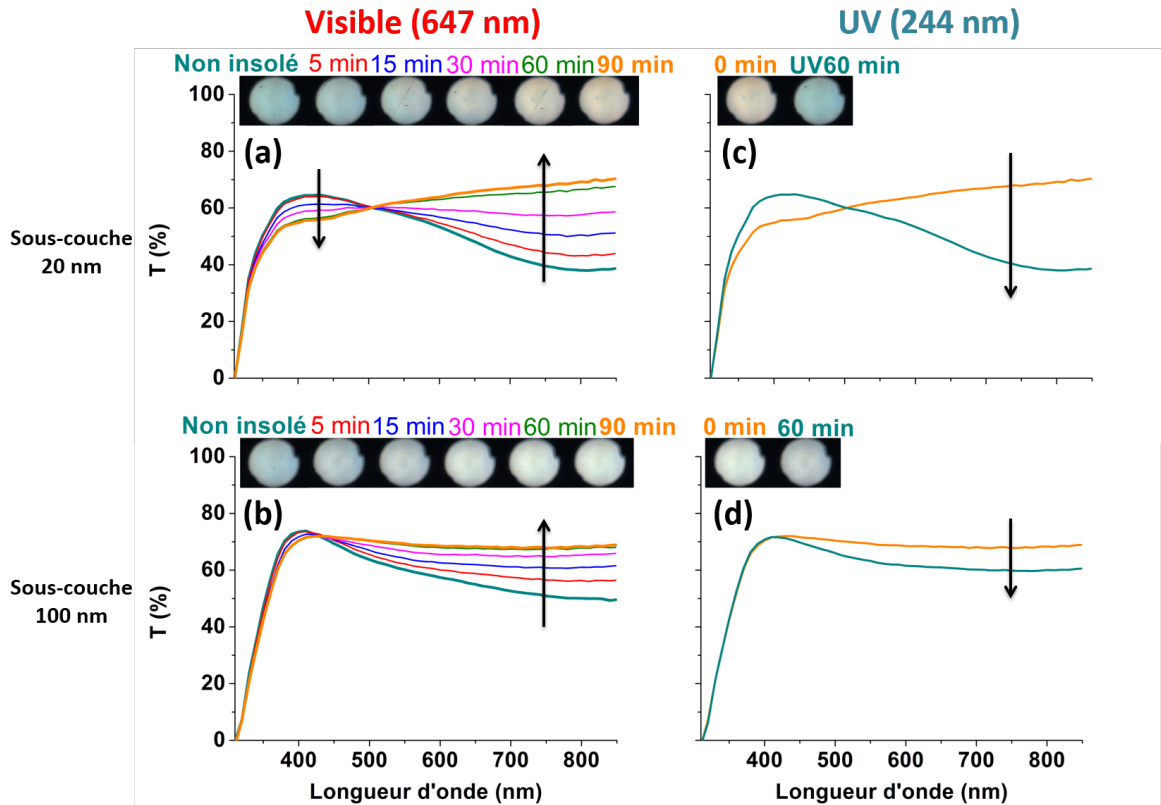 Visible (647 nm)
UV (244 nm)
Non insolé 5 min 15 min 30 min 60 min 90 min
0 min UV60 min
100
80
60
40
20
0
T (%)
(a)
(c)
Sous-couche
20 nm
Non insolé 5 min 15 min 30 min 60 min 90 min
0 min 60 min
100
80
60
40
20
0
T (%)
(b)
(d)
Sous-couche
100 nm
400 500 600 700 800
400 500 600 700 800
Longueur d'onde (nm)
Longueur d'onde (nm)